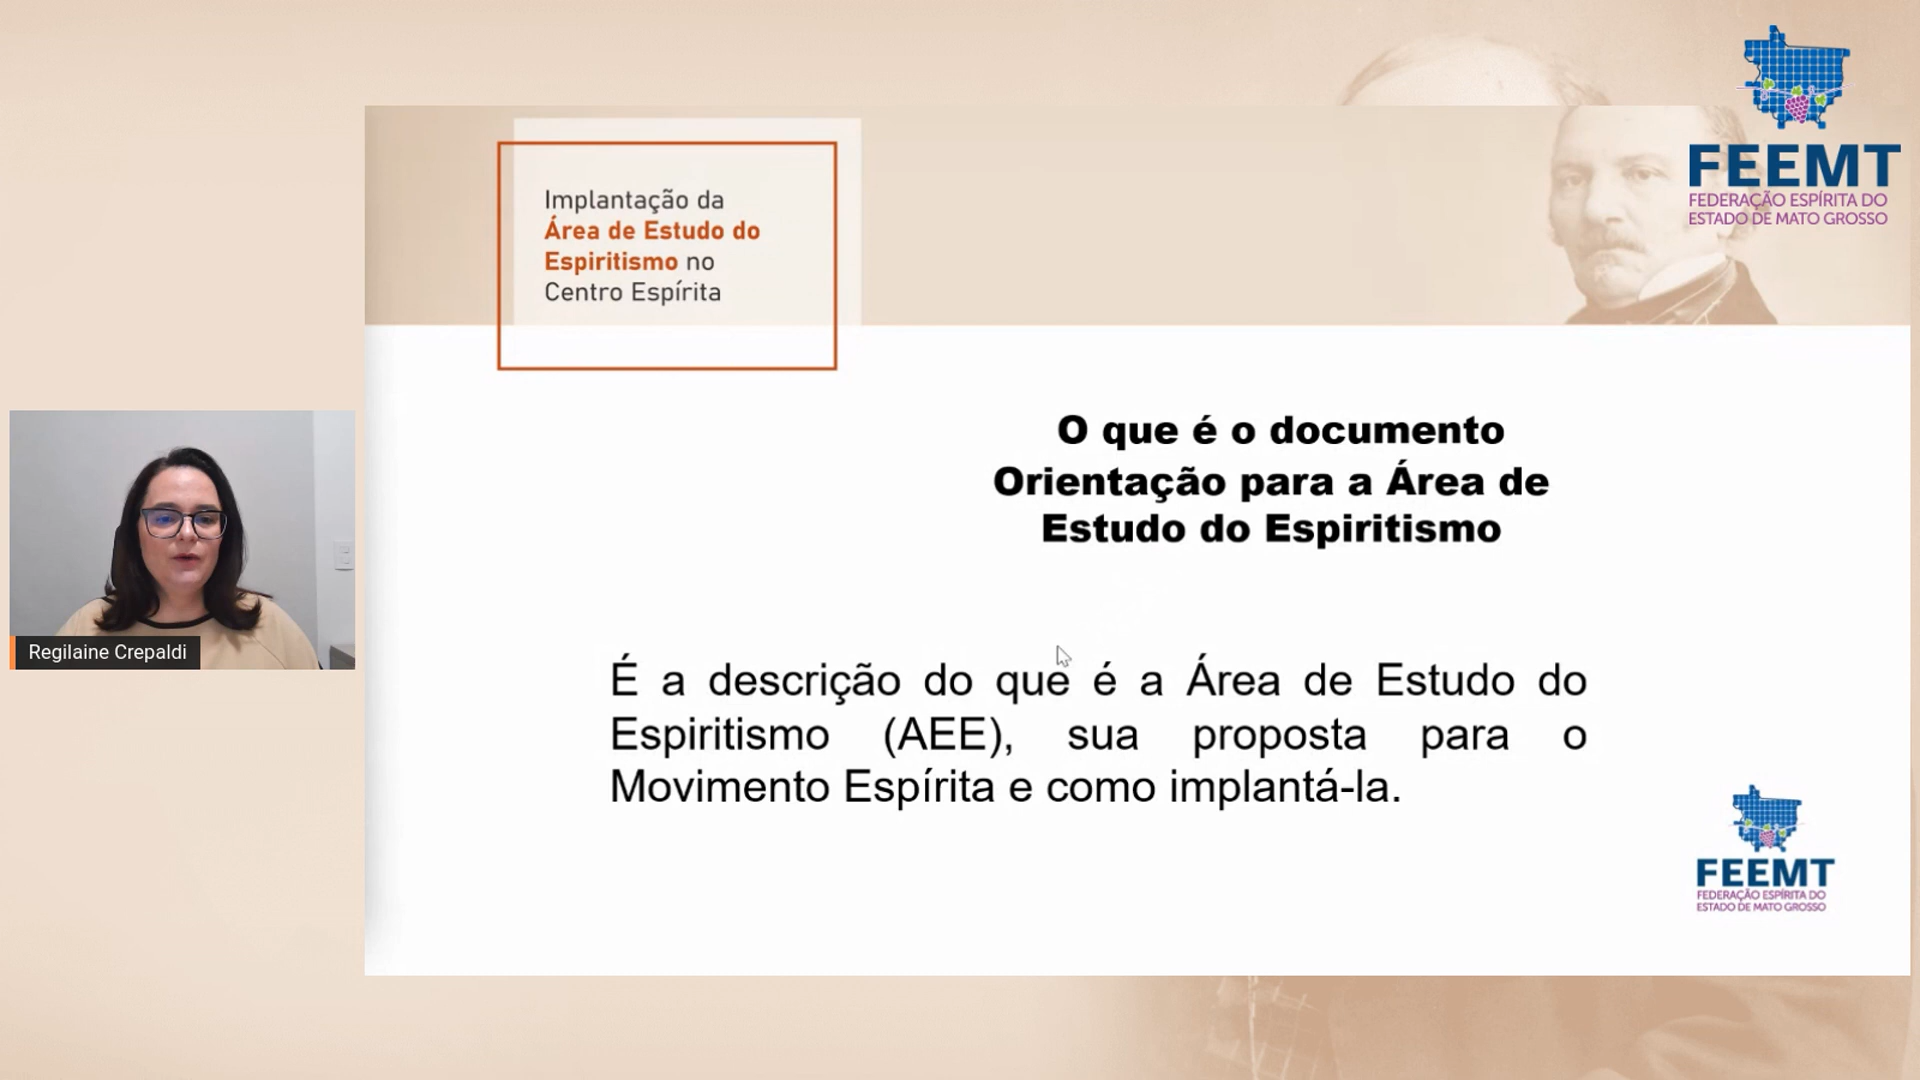 FEEMT
FEDERAÇÃO ESPÍRITA DO
ESTADO DE MATO GROSSO
Implantação da
Área de Estudo do
Espiritismo no
Centro Espírita
O que é o documento
Orientação para a Área de
Estudo do Espiritismo
Regilaine Crepaldi
É a descrição do que é a Área de Estudo do
Espiritismo (AEE), sua proposta para o
Movimento Espírita e como implantá-la.
FEEMT
FEDERAÇÃO ESPÍRITA DO
ESTADO DE MATO GROSSO